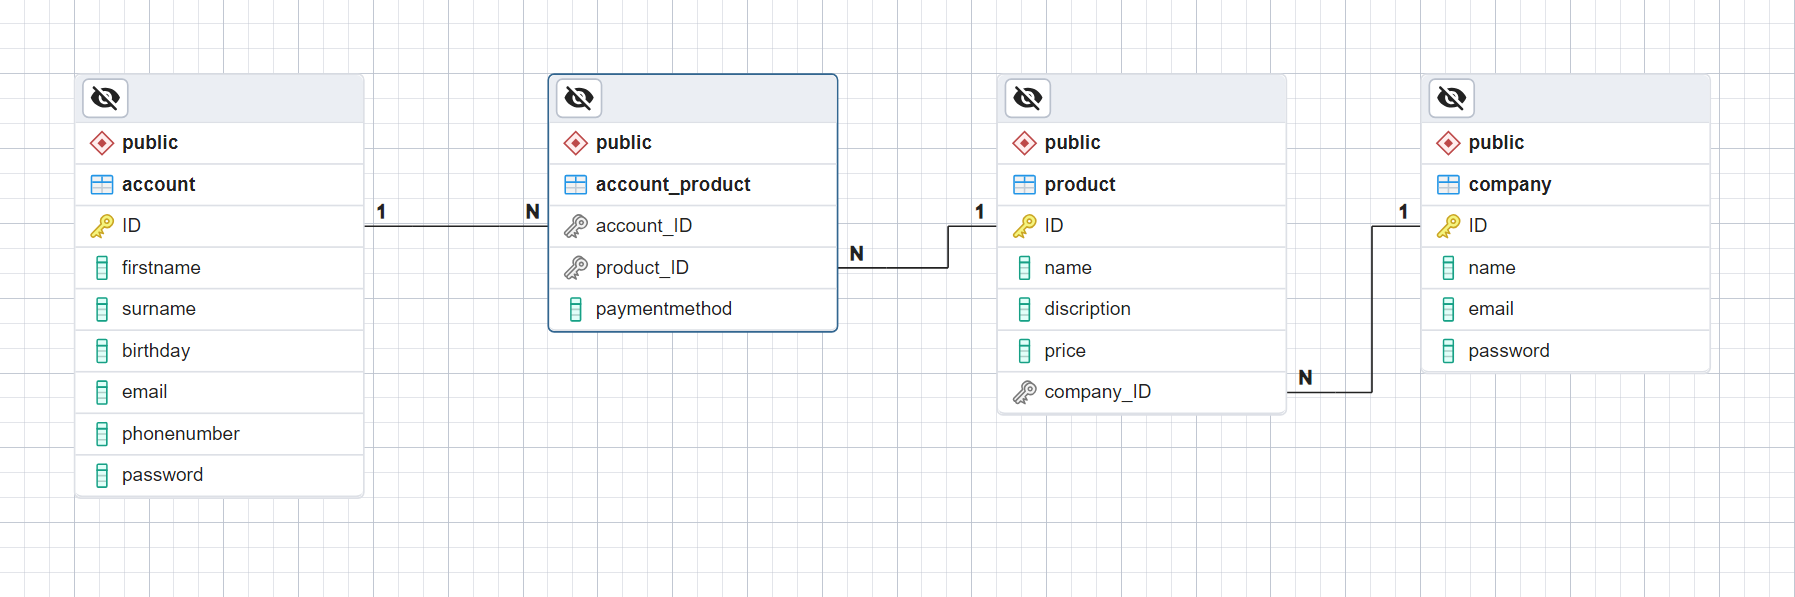 public
account
ID
firstname
surname
birthday
email
phonenumber
password
1
N
public
account_product
account_ID
product_ID
paymentmethod
N
1
public
product
ID
name
discription
price
company_ID
N
1
public
company
ID
name
email
password